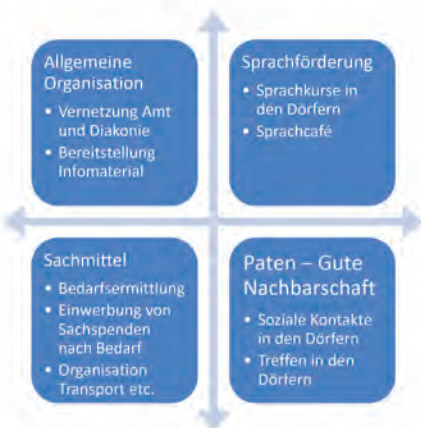 Allgemeine
Organisation
• Vernetzung Amt
und Diakonie
• Bereitstellung
Infomaterial
Sprachförderung
• Sprachkurse in
den Dörfern
• Sprachcafé
Sachmittel
• Bedarfsermittlung
• Einwerbung von
Sachspenden
nach Bedarf
• Organisation
Transport etc.
Paten – Gute
Nachbarschaft
• Soziale Kontakte
in den Dörfern
• Treffen in den
Dörfern